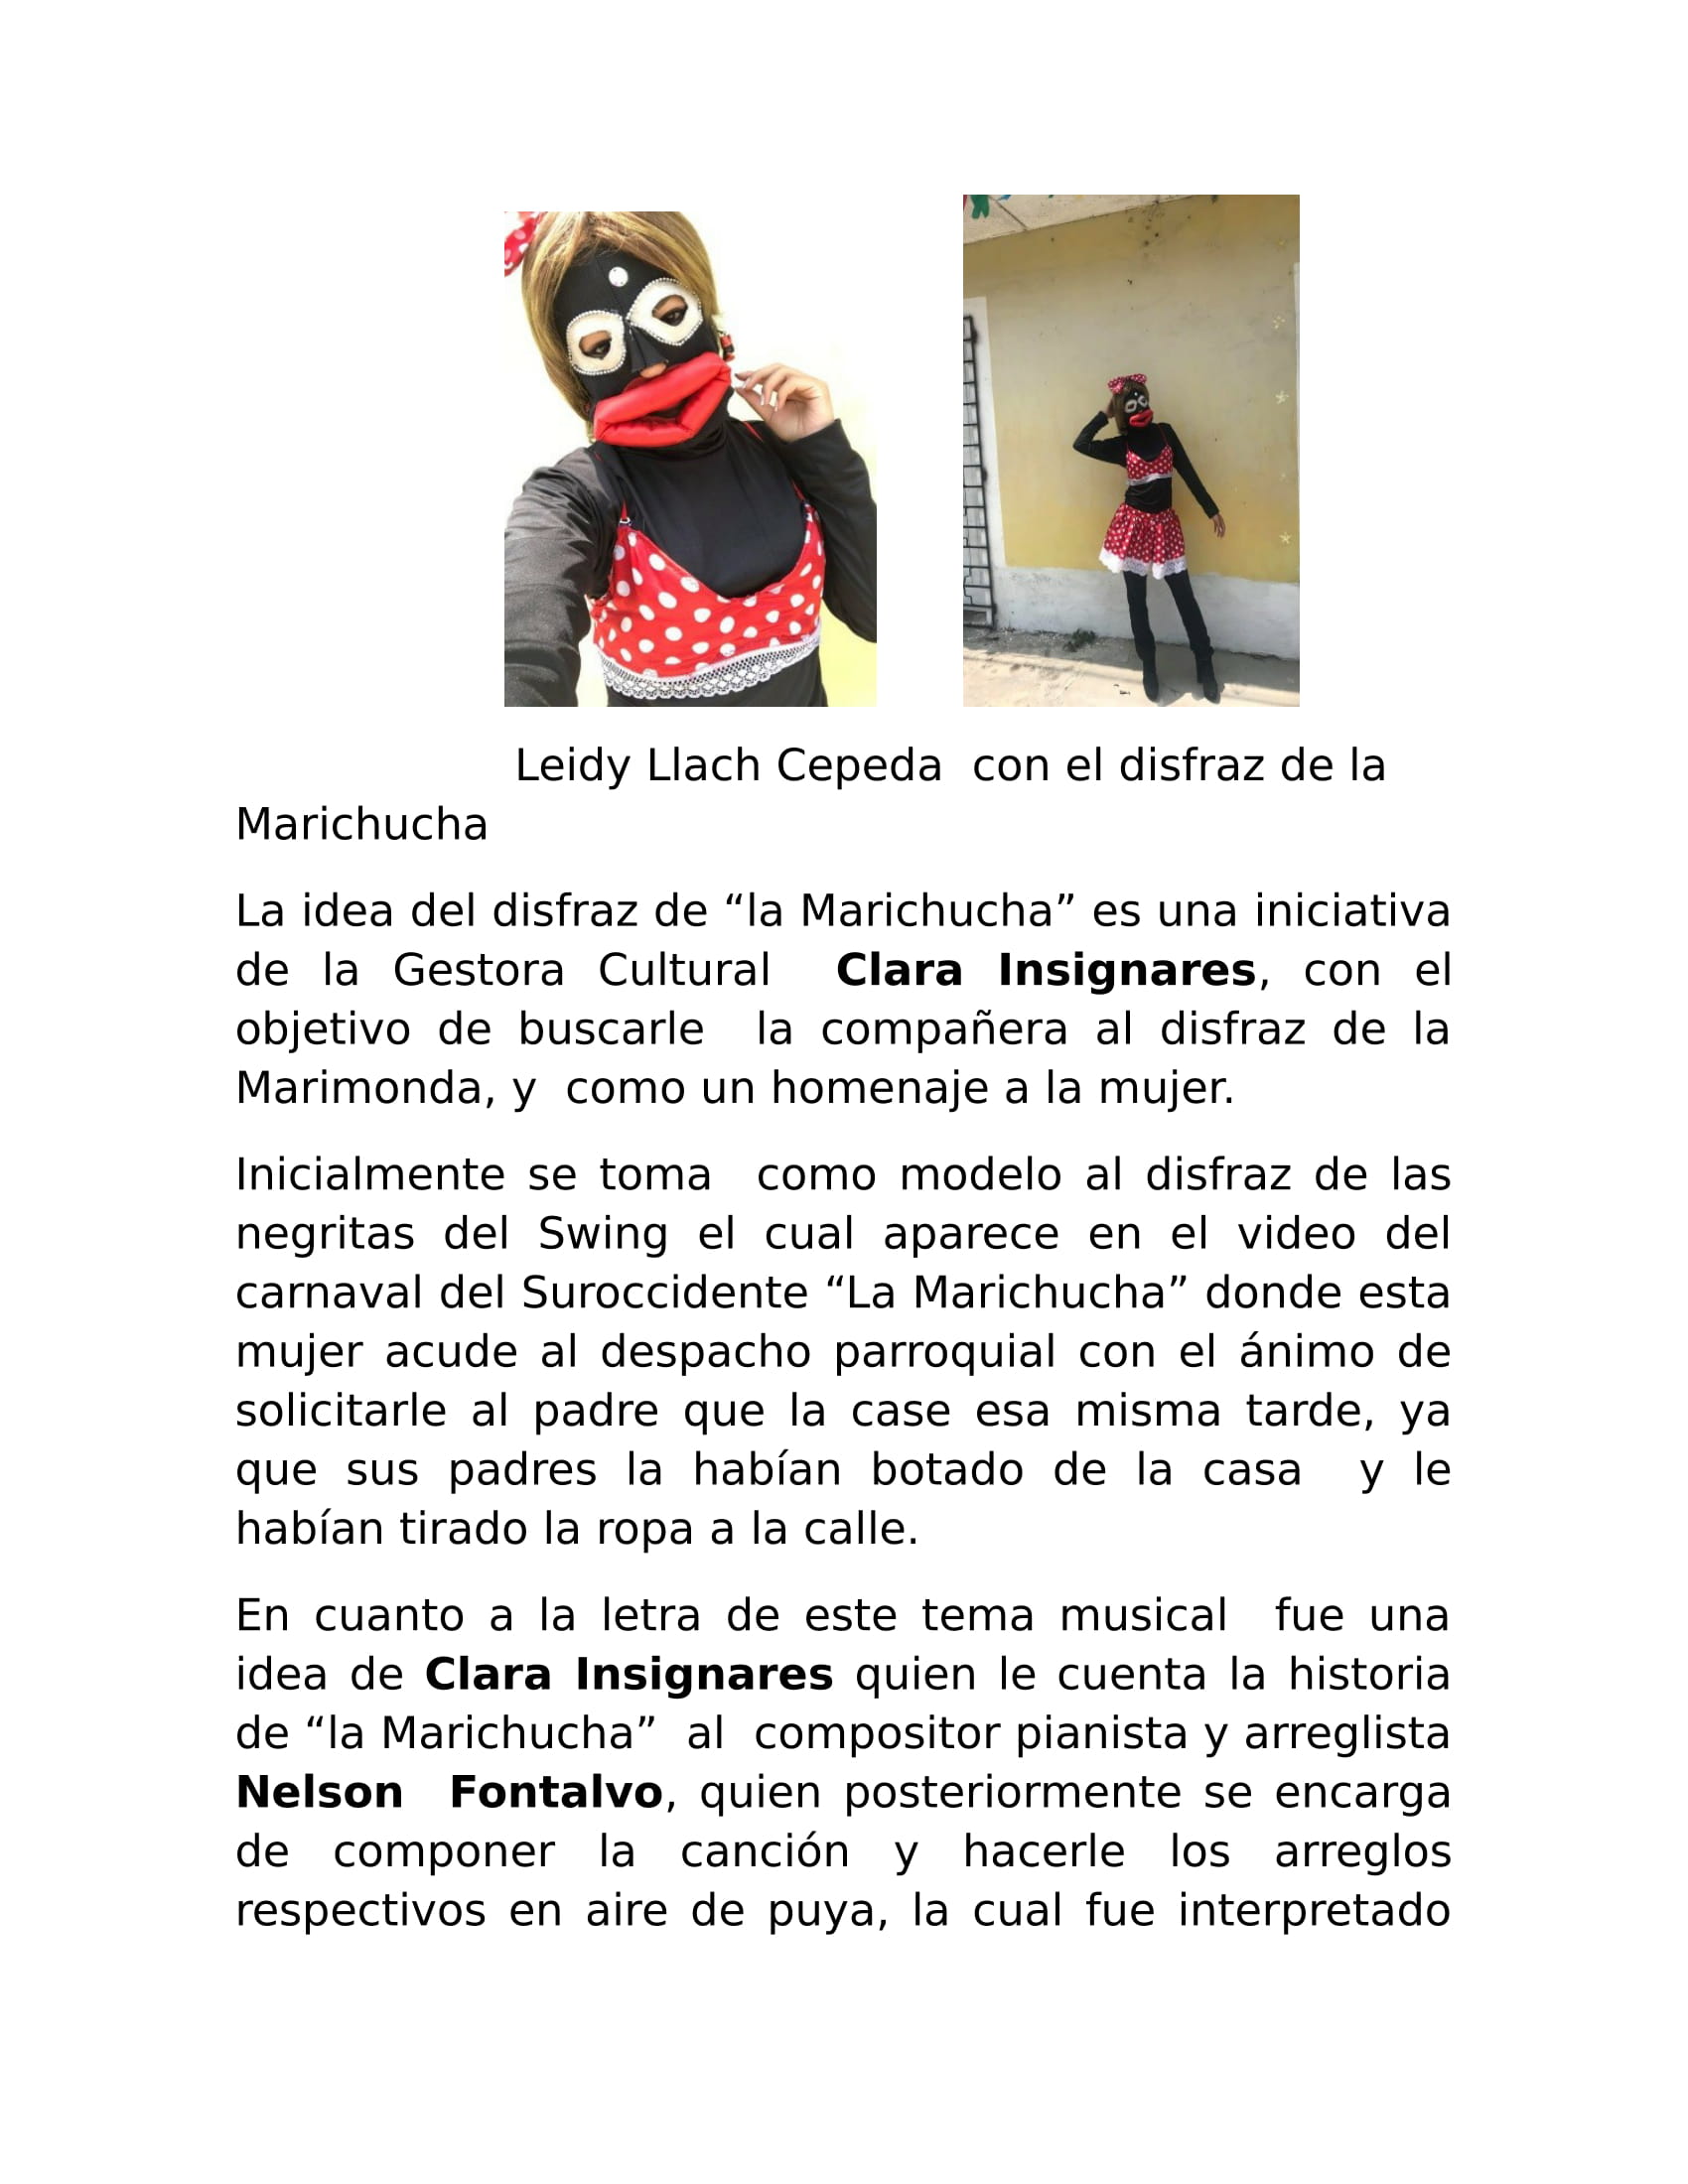 Leidy Llach Cepeda  con el disfraz de la
Marichucha
La idea del disfraz de “la Marichucha” es una iniciativa
de la Gestora Cultural  Clara Insignares, con el
objetivo de buscarle  la compañera al disfraz de la
Marimonda, y  como un homenaje a la mujer.
Inicialmente se toma  como modelo al disfraz de las
negritas del Swing el cual aparece en el video del
carnaval del Suroccidente “La Marichucha” donde esta
mujer acude al despacho parroquial con el ánimo de
solicitarle al padre que la case esa misma tarde, ya
que sus padres la habían botado de la casa  y le
habían tirado la ropa a la calle.
En cuanto a la letra de este tema musical  fue una
idea de Clara Insignares quien le cuenta la historia
de “la Marichucha”  al  compositor pianista y arreglista
Nelson  Fontalvo, quien posteriormente se encarga
de componer la canción y hacerle los arreglos
respectivos en aire de puya, la cual fue interpretado